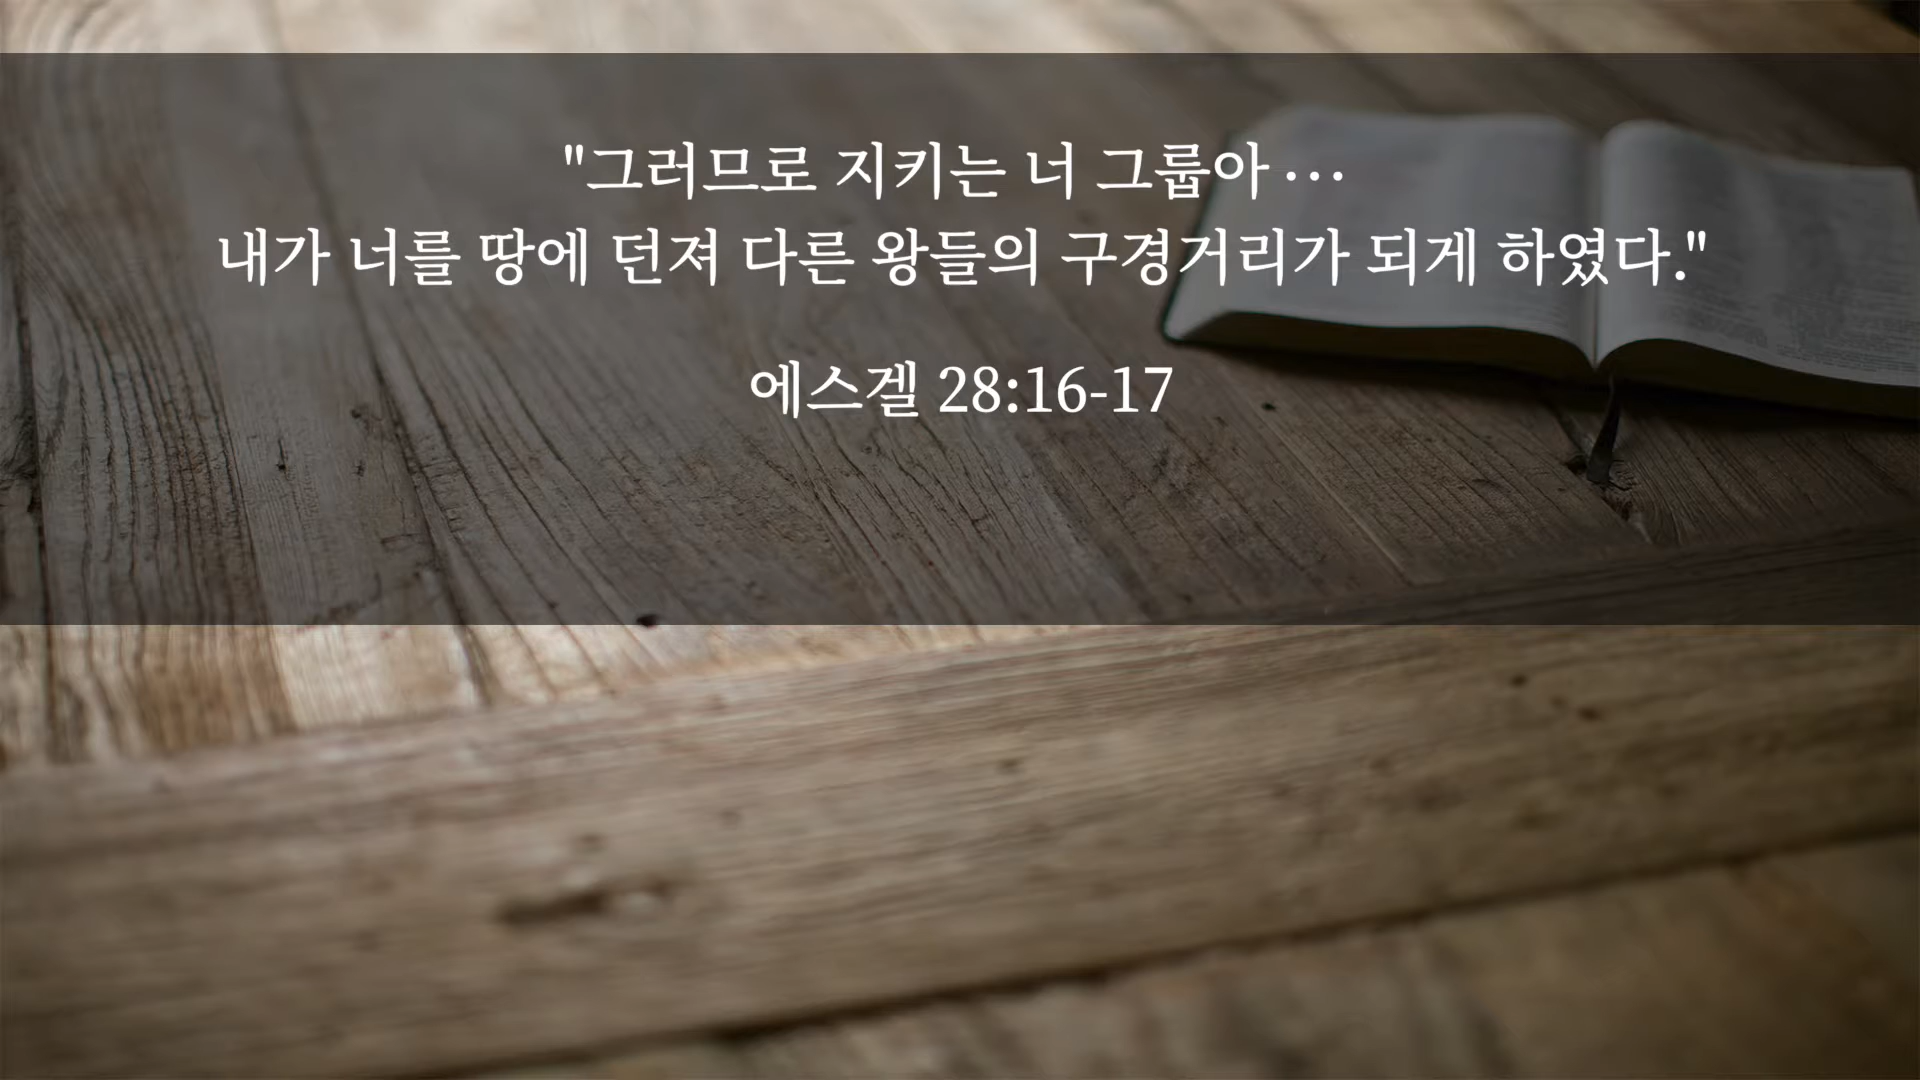 "그러므로 지키는 너 그룹아 …
내가 너를 땅에 던져 다른 왕들의 구경거리가 되게 하였다."
에스겔 28:16-17